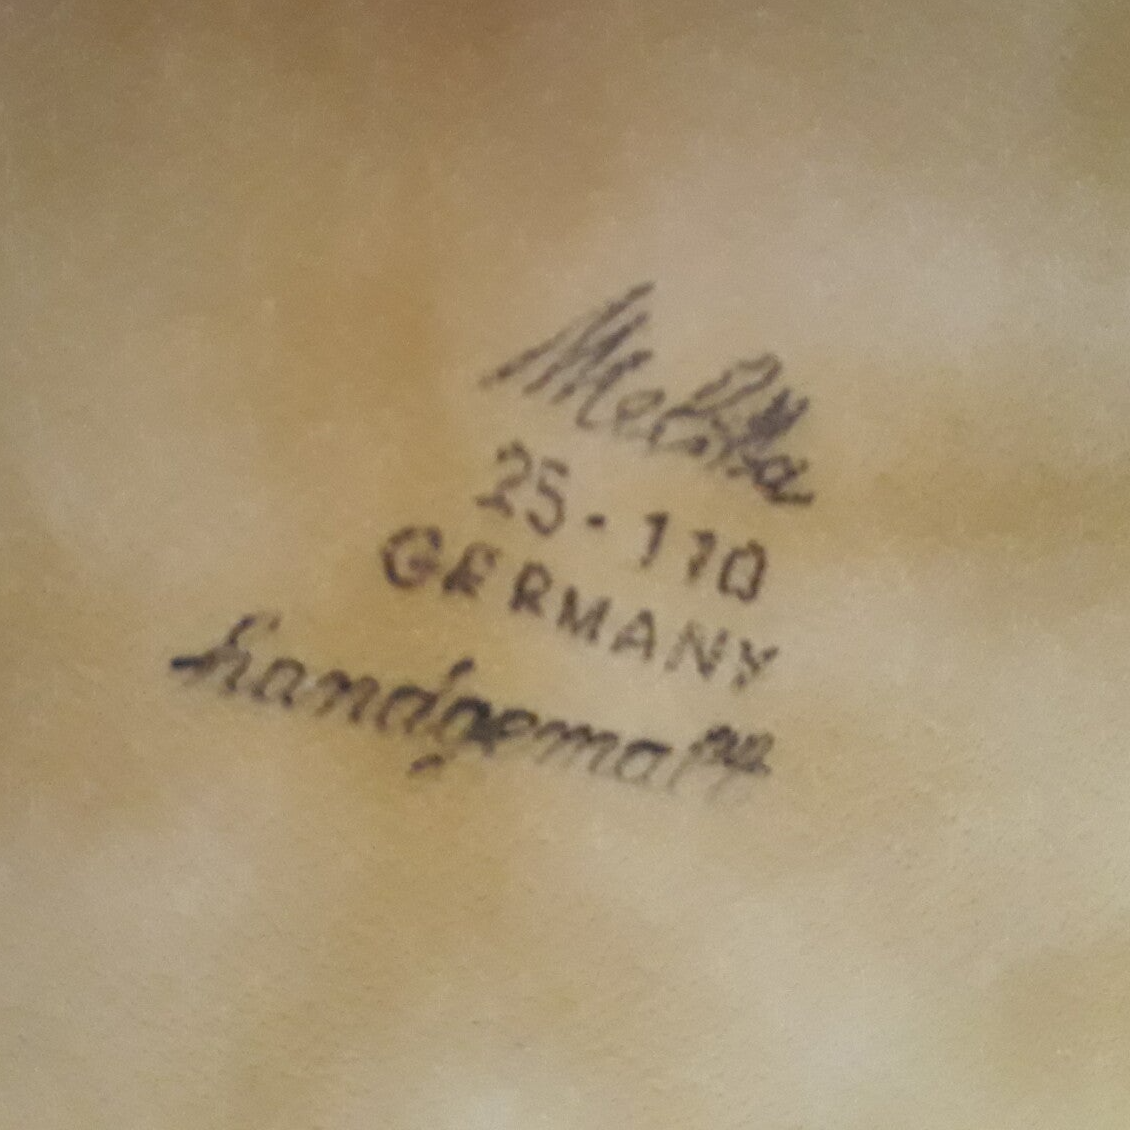 Melitta
25-110
GERMANY
handgemalt